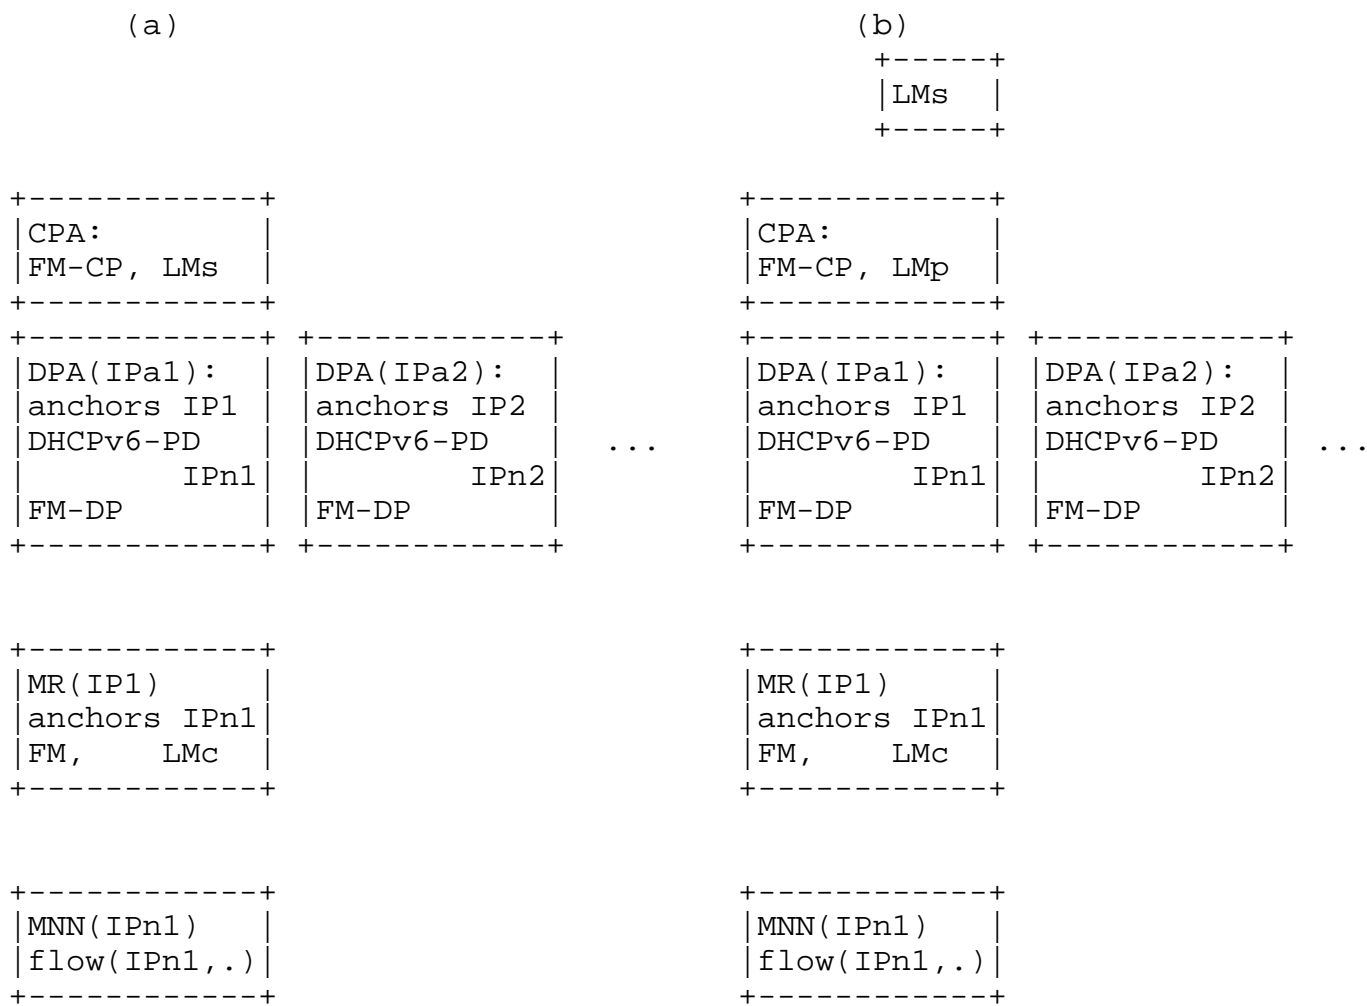 (a)                                  (b)
                                      +-----+
                                      |LMs  |
                                      +-----+

+------------+                 +------------+
|CPA:        |                 |CPA:        |
|FM-CP, LMs  |                 |FM-CP, LMp  |
+------------+                 +------------+
+------------+ +------------+         +------------+ +------------+
|DPA(IPa1):  | |DPA(IPa2):  |         |DPA(IPa1):  | |DPA(IPa2):  |
|anchors IP1 | |anchors IP2 |         |anchors IP1 | |anchors IP2 |
|DHCPv6-PD   | |DHCPv6-PD   |  ...    |DHCPv6-PD   | |DHCPv6-PD   | ...
|        IPn1| |        IPn2|         |        IPn1| |        IPn2|
|FM-DP       | |FM-DP       |         |FM-DP       | |FM-DP       |
+------------+ +------------+         +------------+ +------------+

+------------+                 +------------+
|MR(IP1)     |                 |MR(IP1)     |
|anchors IPn1|                 |anchors IPn1|
|FM,    LMc  |                 |FM,    LMc  |
+------------+                 +------------+

+------------+                 +------------+
|MNN(IPn1)   |                 |MNN(IPn1)   |
|flow(IPn1,.)|                 |flow(IPn1,.)|
+------------+                 +------------+